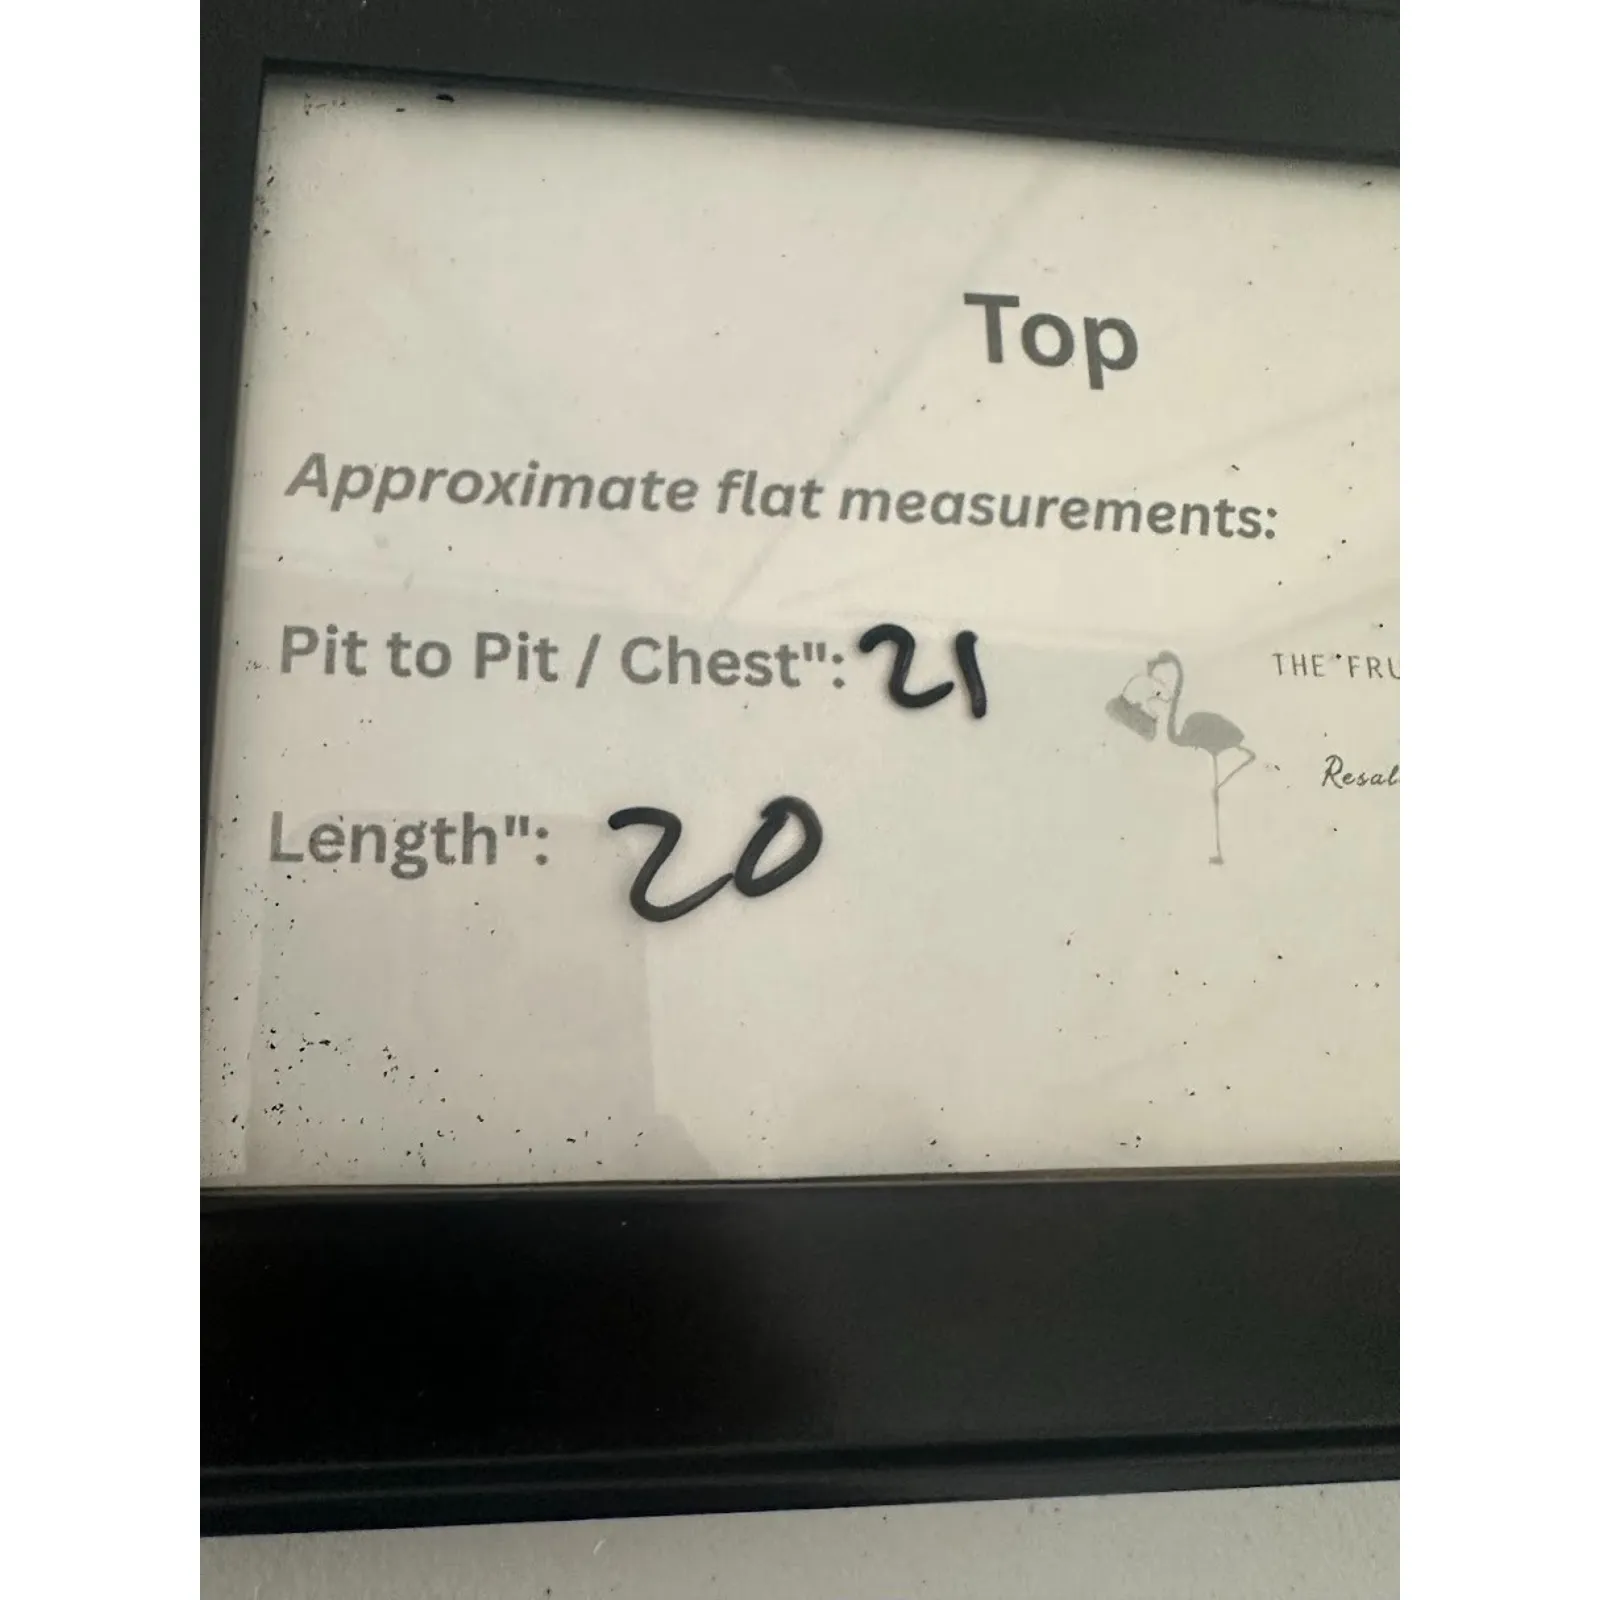 Top
Approximate flat measurements:
Pit to Pit / Chest": 21
THE FRU
Resal
Length": 20